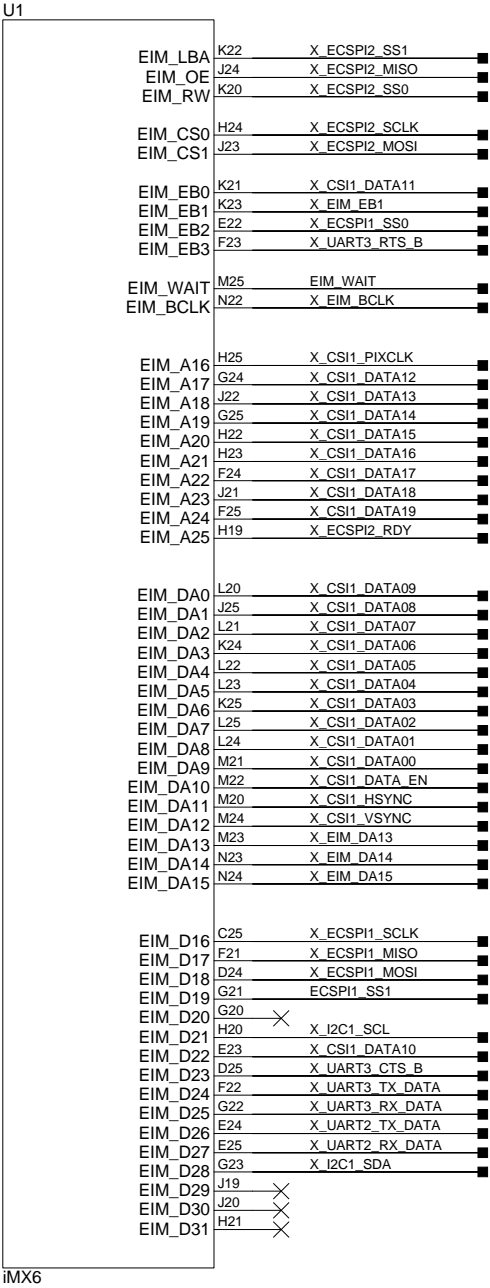 U1
EIM_LBA K22 X_ECSPI2_SS1
EIM_OE J24 X_ECSPI2_MISO
EIM_RW K20 X_ECSPI2_SS0
EIM_CS0 H24 X_ECSPI2_SCLK
EIM_CS1 J23 X_ECSPI2_MOSI
EIM_EB0 K21 X_CSI1_DATA11
EIM_EB1 K23 X_EIM_EB1
EIM_EB2 E22 X_ECSPI1_SS0
EIM_EB3 F23 X_UART3_RTS_B
EIM_WAIT M25 EIM_WAIT
EIM_BCLK N22 X_EIM_BCLK
EIM_A16 H25 X_CSI1_PIXCLK
EIM_A17 G24 X_CSI1_DATA12
EIM_A18 J22 X_CSI1_DATA13
EIM_A19 G25 X_CSI1_DATA14
EIM_A20 H22 X_CSI1_DATA15
EIM_A21 H23 X_CSI1_DATA16
EIM_A22 F24 X_CSI1_DATA17
EIM_A23 J21 X_CSI1_DATA18
EIM_A24 F25 X_CSI1_DATA19
EIM_A25 H19 X_ECSPI2_RDY
EIM_DA0 L20 X_CSI1_DATA09
EIM_DA1 J25 X_CSI1_DATA08
EIM_DA2 L21 X_CSI1_DATA07
EIM_DA3 K24 X_CSI1_DATA06
EIM_DA4 L22 X_CSI1_DATA05
EIM_DA5 L23 X_CSI1_DATA04
EIM_DA6 K25 X_CSI1_DATA03
EIM_DA7 L25 X_CSI1_DATA02
EIM_DA8 L24 X_CSI1_DATA01
EIM_DA9 M21 X_CSI1_DATA00
EIM_DA10 M22 X_CSI1_DATA_EN
EIM_DA11 M20 X_CSI1_HSYNC
EIM_DA12 M24 X_CSI1_VSYNC
EIM_DA13 M23 X_EIM_DA13
EIM_DA14 N23 X_EIM_DA14
EIM_DA15 N24 X_EIM_DA15
EIM_D16 C25 X_ECSPI1_SCLK
EIM_D17 F21 X_ECSPI1_MISO
EIM_D18 D24 X_ECSPI1_MOSI
EIM_D19 G21 ECSPI1_SS1
EIM_D20 G20
EIM_D21 H20 X_I2C1_SCL
EIM_D22 E23 X_CSI1_DATA10
EIM_D23 D25 X_UART3_CTS_B
EIM_D24 F22 X_UART3_TX_DATA
EIM_D25 G22 X_UART3_RX_DATA
EIM_D26 E24 X_UART2_TX_DATA
EIM_D27 E25 X_UART2_RX_DATA
EIM_D28 G23 X_I2C1_SDA
EIM_D29 J19
EIM_D30 J20
EIM_D31 H21
iMX6